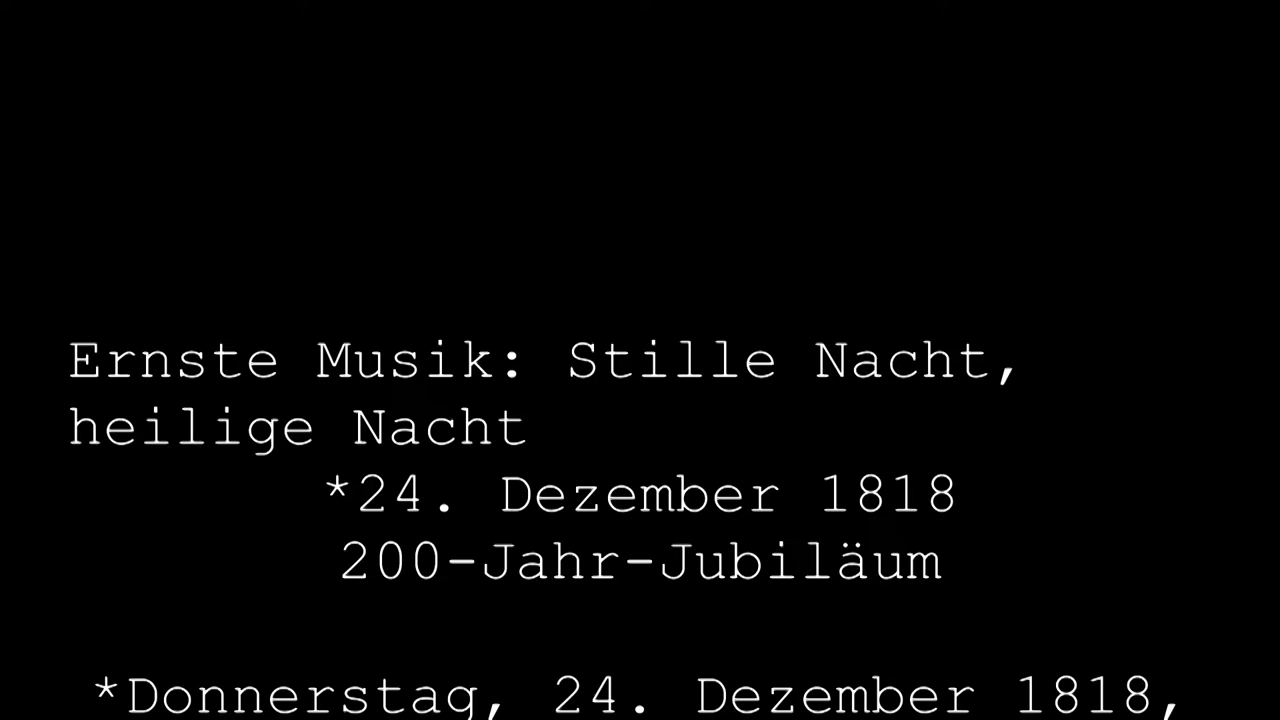 Ernste Musik: Stille Nacht,
heilige Nacht
*24. Dezember 1818
200-Jahr-Jubiläum
*Donnerstag, 24. Dezember 1818,